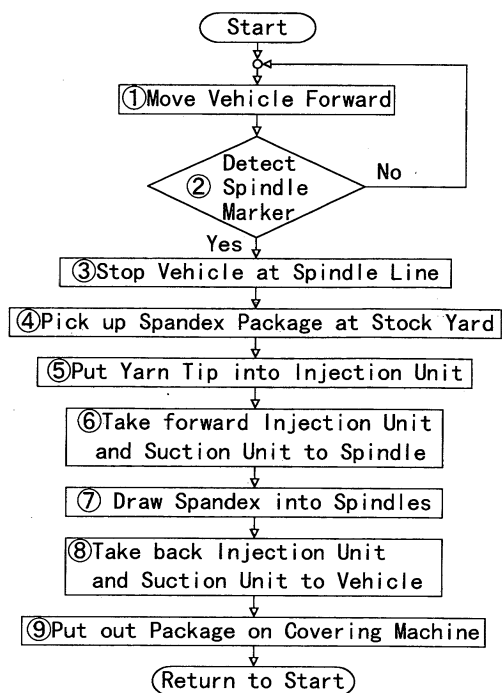 Start
①Move Vehicle Forward
Detect
② Spindle
Marker
No
Yes
③Stop Vehicle at Spindle Line
④Pick up Spandex Package at Stock Yard
⑤Put Yarn Tip into Injection Unit
⑥Take forward Injection Unit
and Suction Unit to Spindle
⑦ Draw Spandex into Spindles
⑧Take back Injection Unit
and Suction Unit to Vehicle
⑨Put out Package on Covering Machine
Return to Start